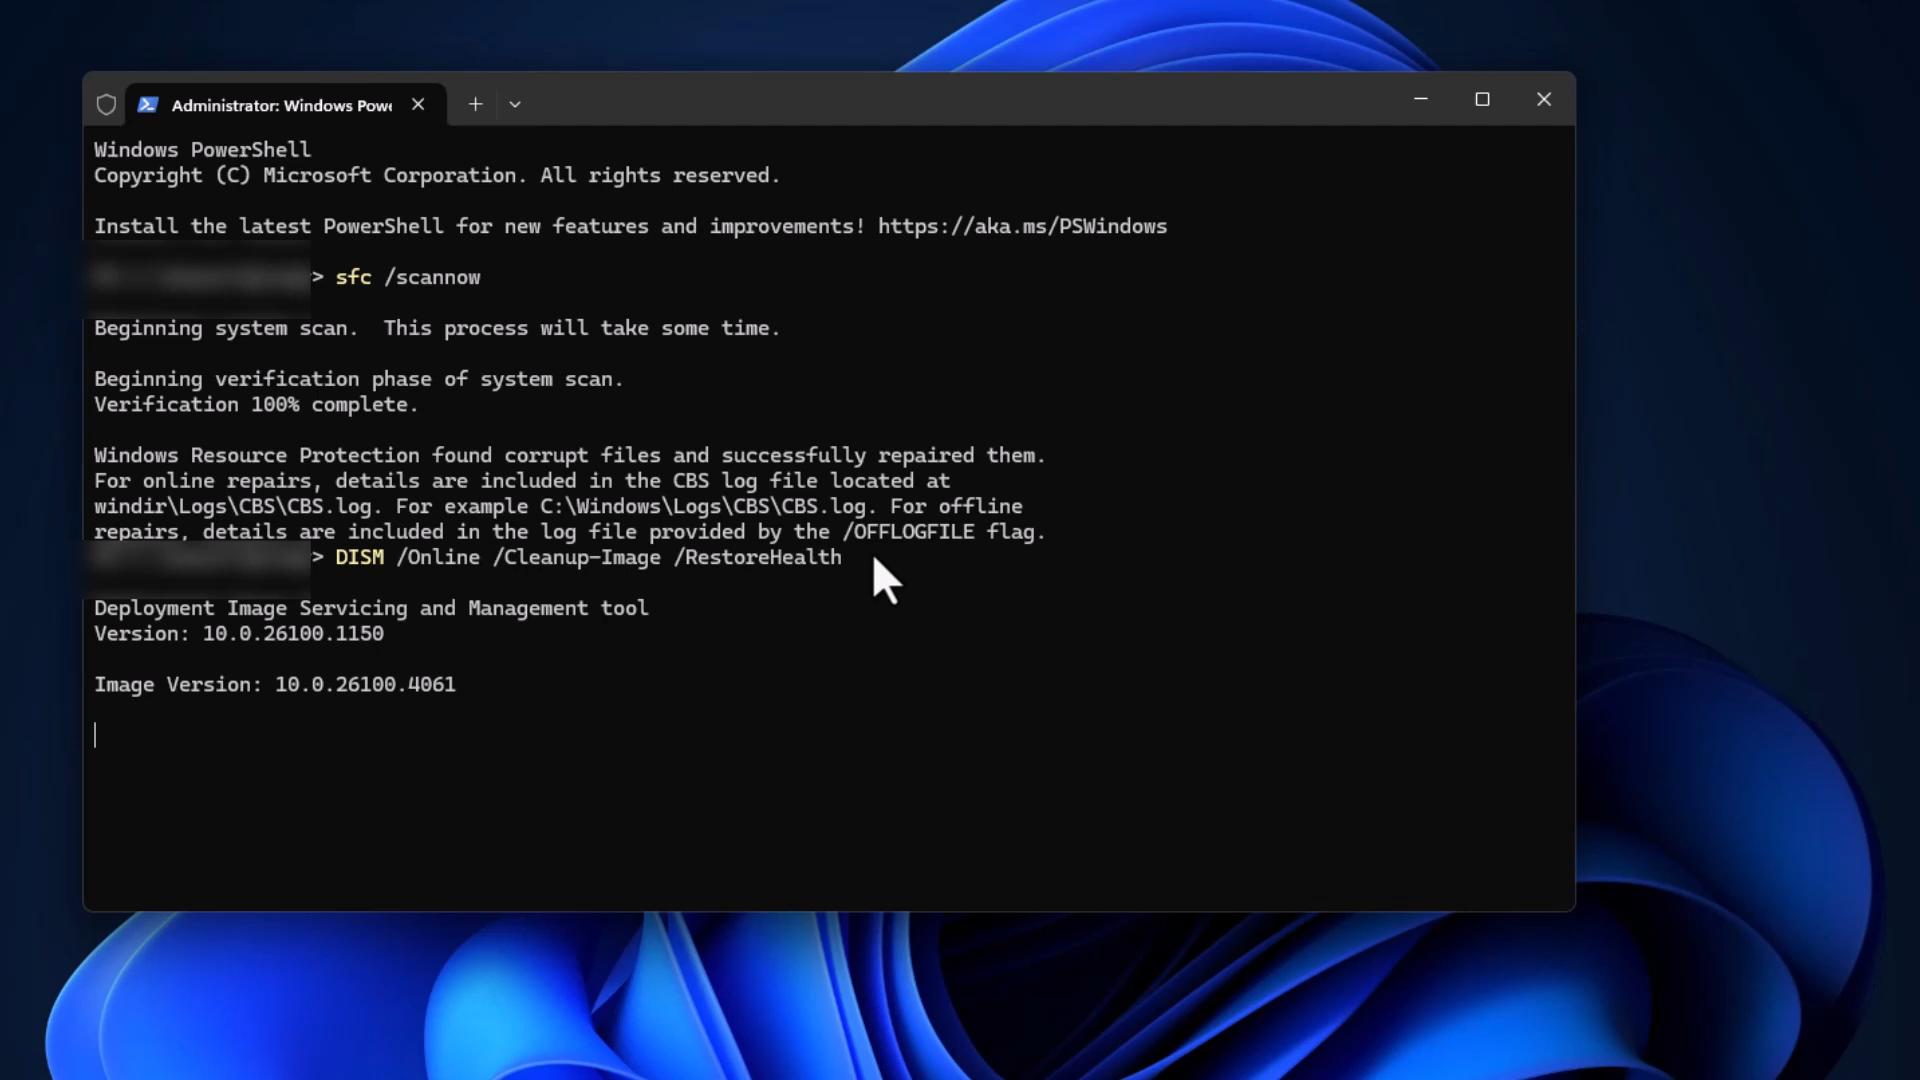 Administrator: Windows Powe
Windows PowerShell
Copyright (C) Microsoft Corporation. All rights reserved.
Install the latest PowerShell for new features and improvements! https://aka.ms/PSWindows
> sfc /scannow
Beginning system scan.  This process will take some time.
Beginning verification phase of system scan.
Verification 100% complete.
Windows Resource Protection found corrupt files and successfully repaired them.
For online repairs, details are included in the CBS log file located at
windir\Logs\CBS\CBS.log. For example C:\Windows\Logs\CBS\CBS.log. For offline
repairs, details are included in the log file provided by the /OFFLOGFILE flag.
> DISM /Online /Cleanup-Image /RestoreHealth
Deployment Image Servicing and Management tool
Version: 10.0.26100.1150
Image Version: 10.0.26100.4061